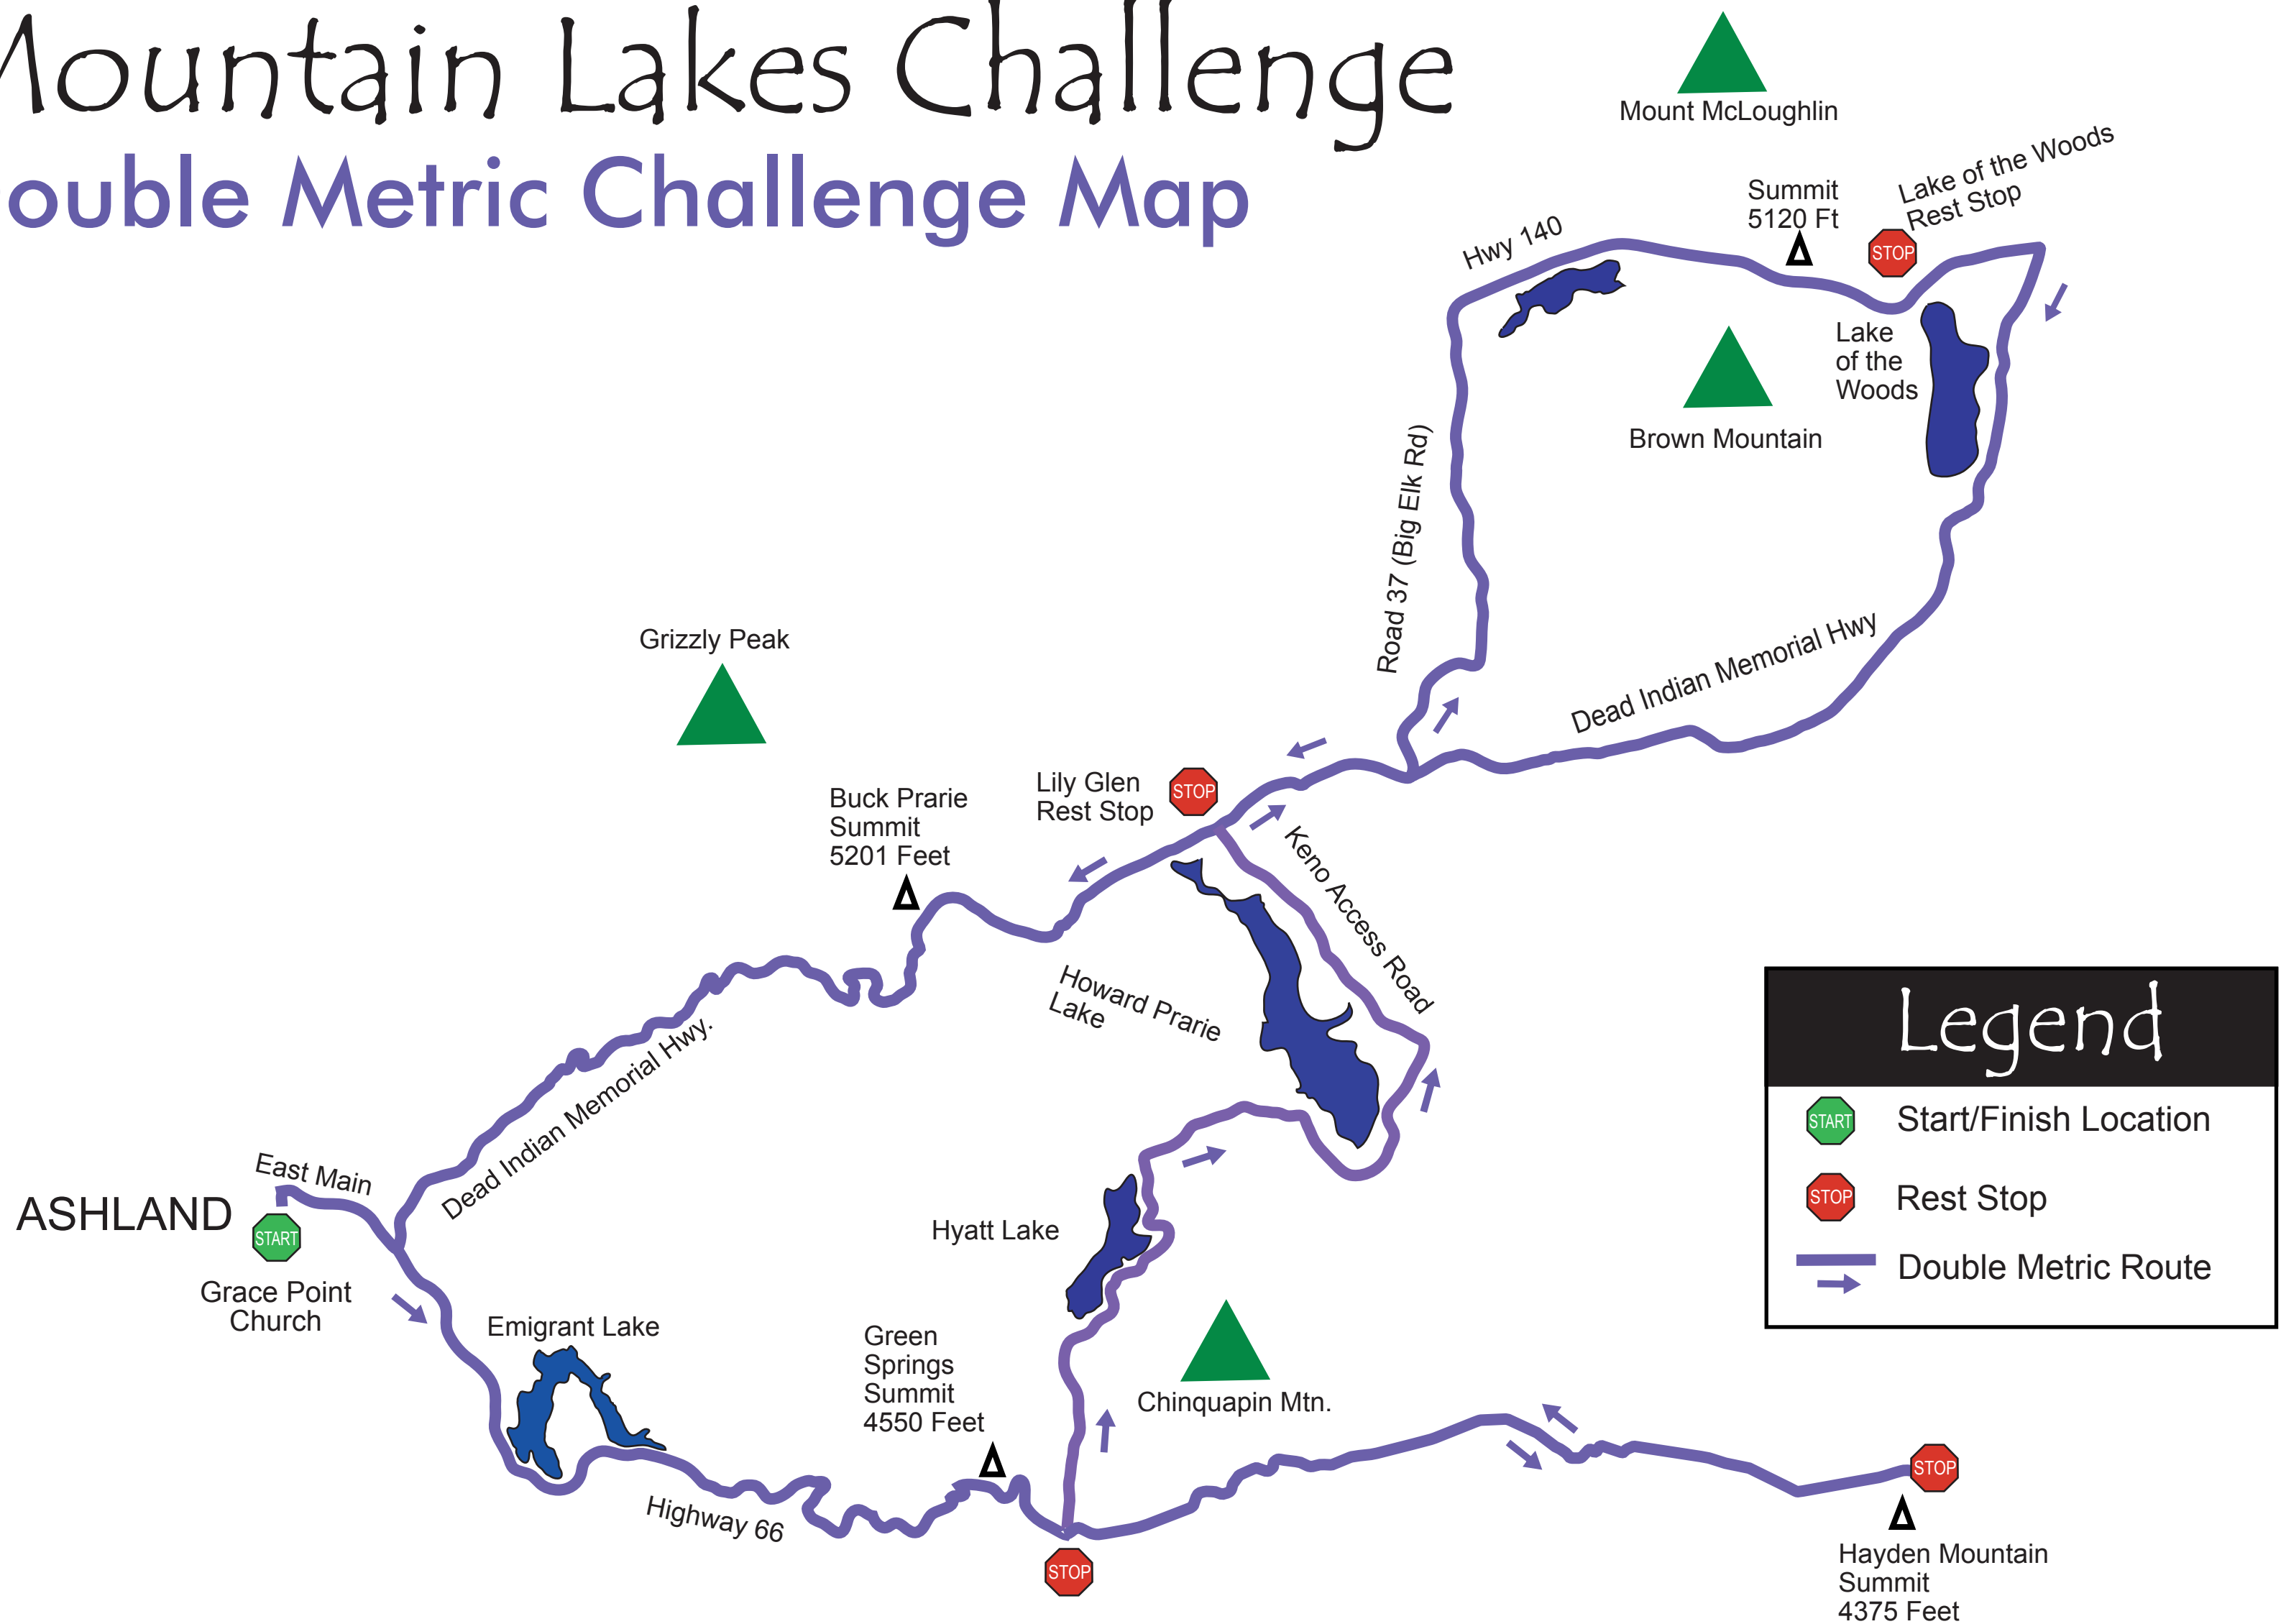 Mountain Lakes Challenge
ouble Metric Challenge Map
Mount McLoughlin
Lake of the Woods
Rest Stop
Summit
5120 Ft
STOP
Hwy 140
Lake
of the
Woods
Brown Mountain
Road 37 (Big Elk Rd)
Dead Indian Memorial Hwy
Grizzly Peak
Lily Glen
Rest Stop
STOP
Buck Prarie
Summit
5201 Feet
Keno Access Road
Howard Prarie
Lake
Dead Indian Memorial Hwy.
East Main
ASHLAND
START
Grace Point
Church
Hyatt Lake
Emigrant Lake
Green
Springs
Summit
4550 Feet
Chinquapin Mtn.
Highway 66
STOP
STOP
Hayden Mountain
Summit
4375 Feet
Legend
START
Start/Finish Location
STOP
Rest Stop
Double Metric Route